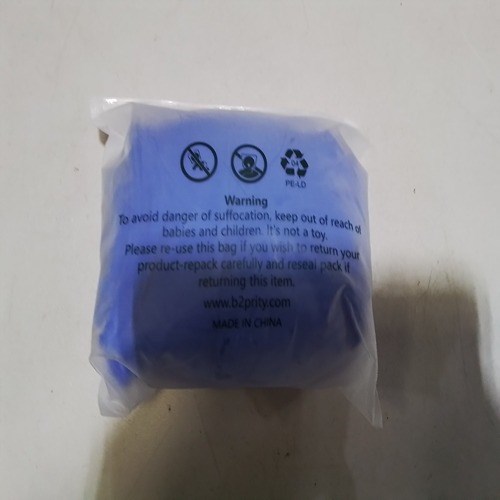 04
PE-LD
Warning
To avoid danger of suffocation, keep out of reach of
babies and children. It's not a toy.
Please re-use this bag if you wish to return your
product-repack carefully and reseal pack if
returning this item.
www.b2prity.com
MADE IN CHINA